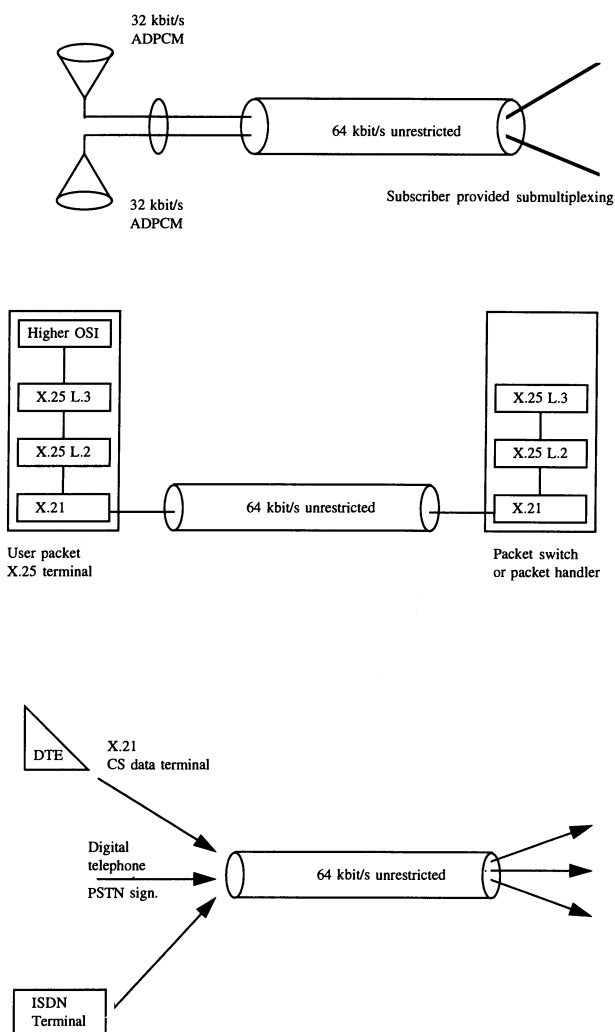 32 kbit/s
ADPCM
64 kbit/s unrestricted
32 kbit/s
ADPCM
Subscriber provided submultiplexing
Higher OSI
X.25 L.3
X.25 L.2
X.21
64 kbit/s unrestricted
X.25 L.3
X.25 L.2
X.21
User packet
X.25 terminal
Packet switch
or packet handler
DTE
X.21
CS data terminal
Digital
telephone
PSTN sign.
64 kbit/s unrestricted
ISDN
Terminal